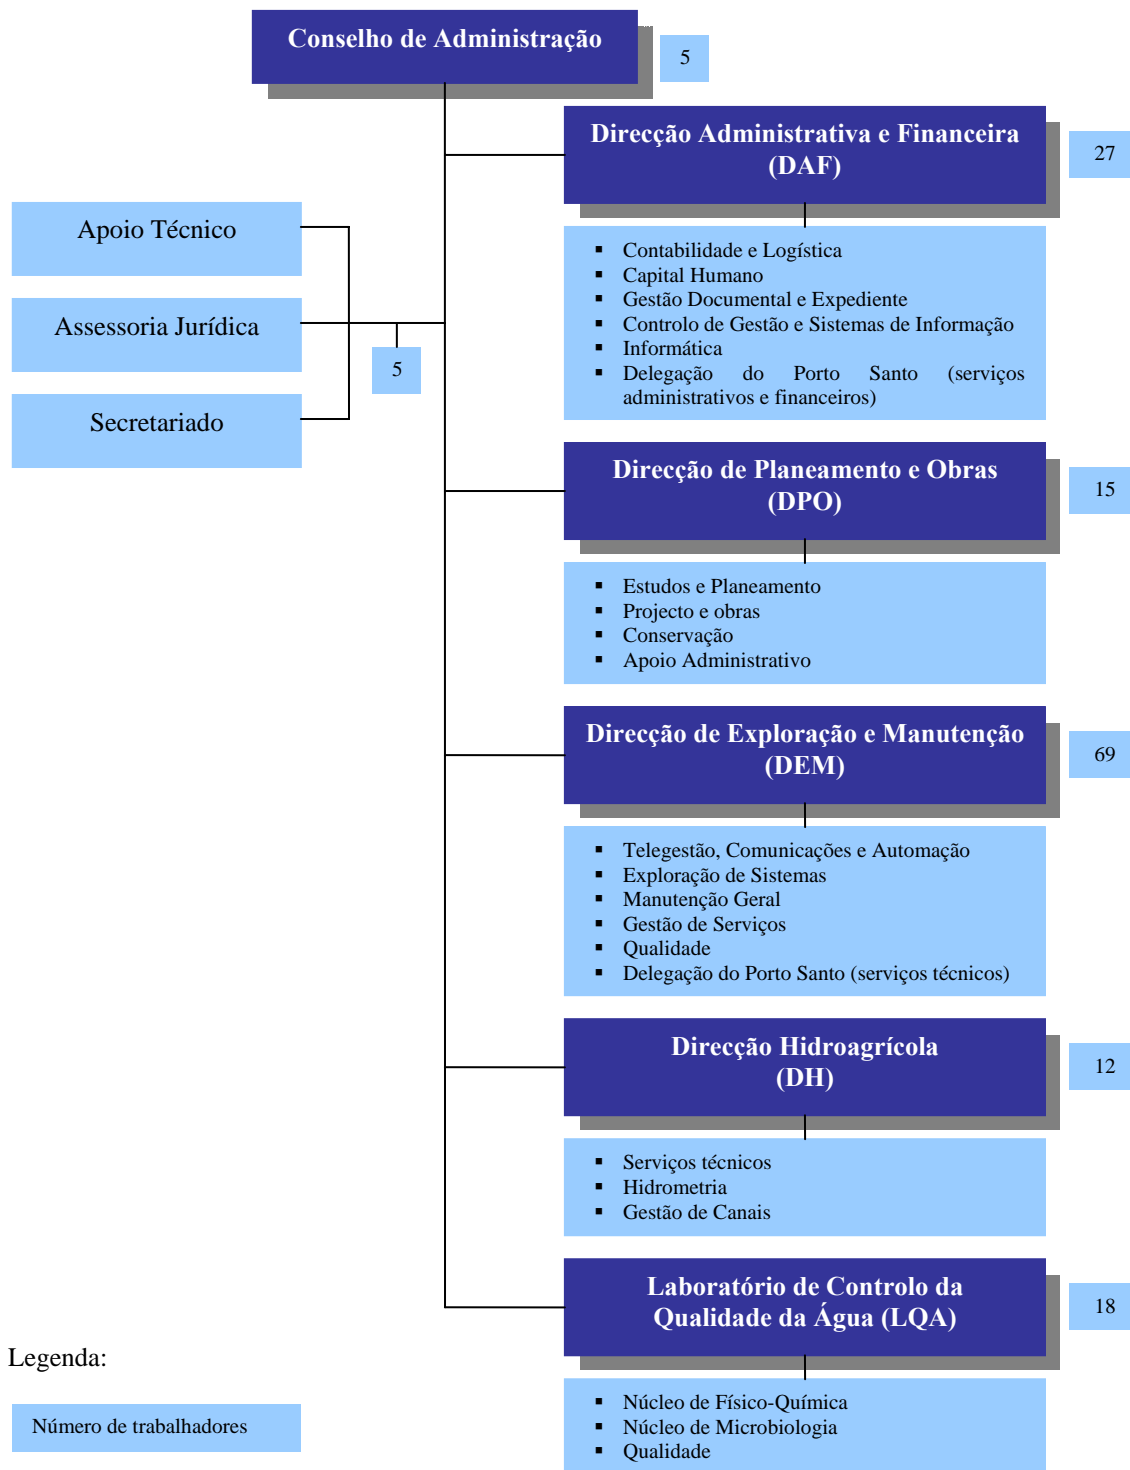 Conselho de Administração
5
Direcção Administrativa e Financeira
(DAF)
27
▪ Contabilidade e Logística
▪ Capital Humano
▪ Gestão Documental e Expediente
▪ Controlo de Gestão e Sistemas de Informação
▪ Informática
▪ Delegação do Porto Santo (serviços
administrativos e financeiros)
Apoio Técnico
Assessoria Jurídica
Secretariado
5
Direcção de Planeamento e Obras
(DPO)
15
▪ Estudos e Planeamento
▪ Projecto e obras
▪ Conservação
▪ Apoio Administrativo
Direcção de Exploração e Manutenção
(DEM)
69
▪ Telegestão, Comunicações e Automação
▪ Exploração de Sistemas
▪ Manutenção Geral
▪ Gestão de Serviços
▪ Qualidade
▪ Delegação do Porto Santo (serviços técnicos)
Direcção Hidroagrícola
(DH)
12
▪ Serviços técnicos
▪ Hidrometria
▪ Gestão de Canais
Laboratório de Controlo da
Qualidade da Água (LQA)
18
▪ Núcleo de Físico-Química
▪ Núcleo de Microbiologia
▪ Qualidade
Legenda:
Número de trabalhadores